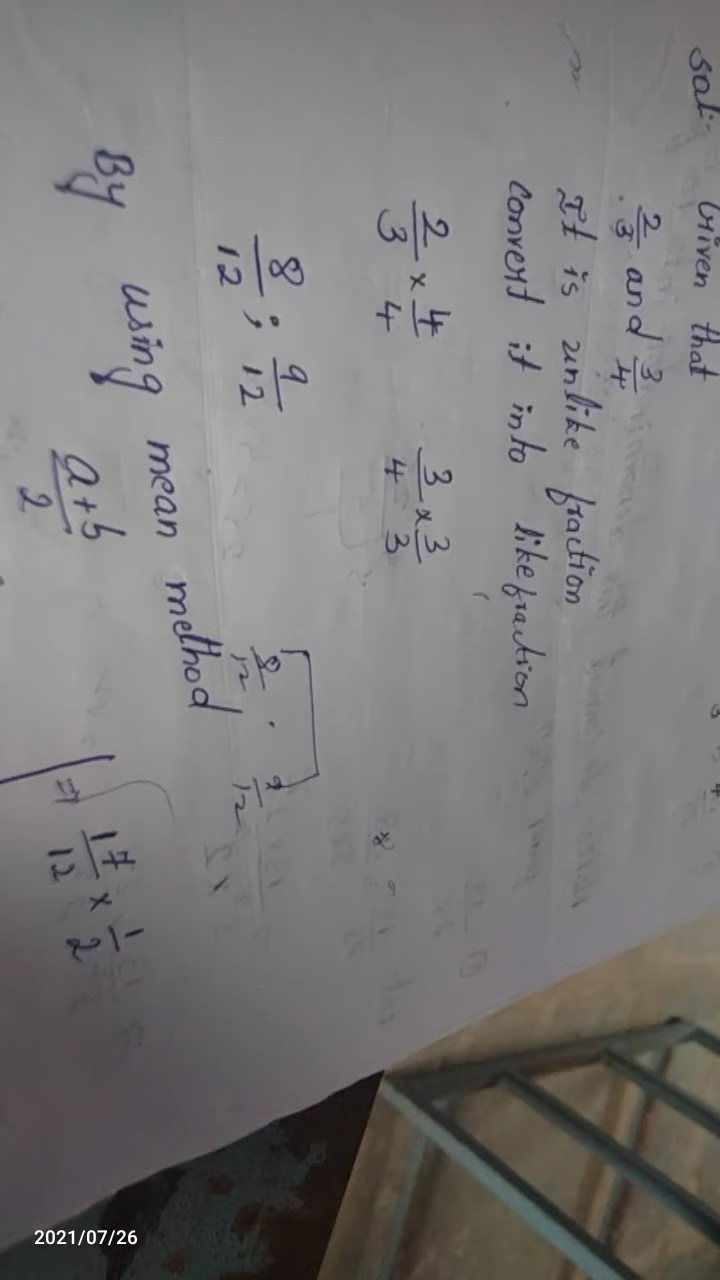 Sol:- Given that
2/3 and 3/4
It is unlike fraction
convert it into like fraction
2/3 × 4/4   3/4 × 3/3
8/12 ; 9/12
By using mean method
a+b/2
8/12
⇒ 17/12 × 1/2
2021/07/26